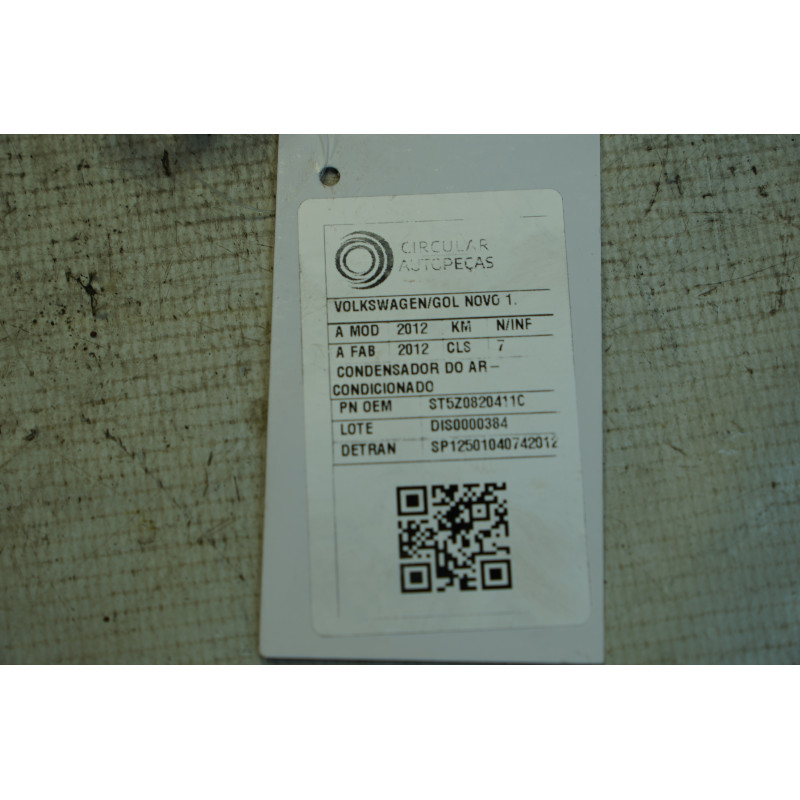 CIRCULAR
AUTOPEÇAS
VOLKSWAGEN/GOL NOVO 1.
A MOD 2012 KM N/INF
A FAB 2012 CLS 7
CONDENSADOR DO AR-
CONDICIONADO
PN OEM ST5Z0820411C
LOTE DIS0000384
DETRAN SP12501040742012